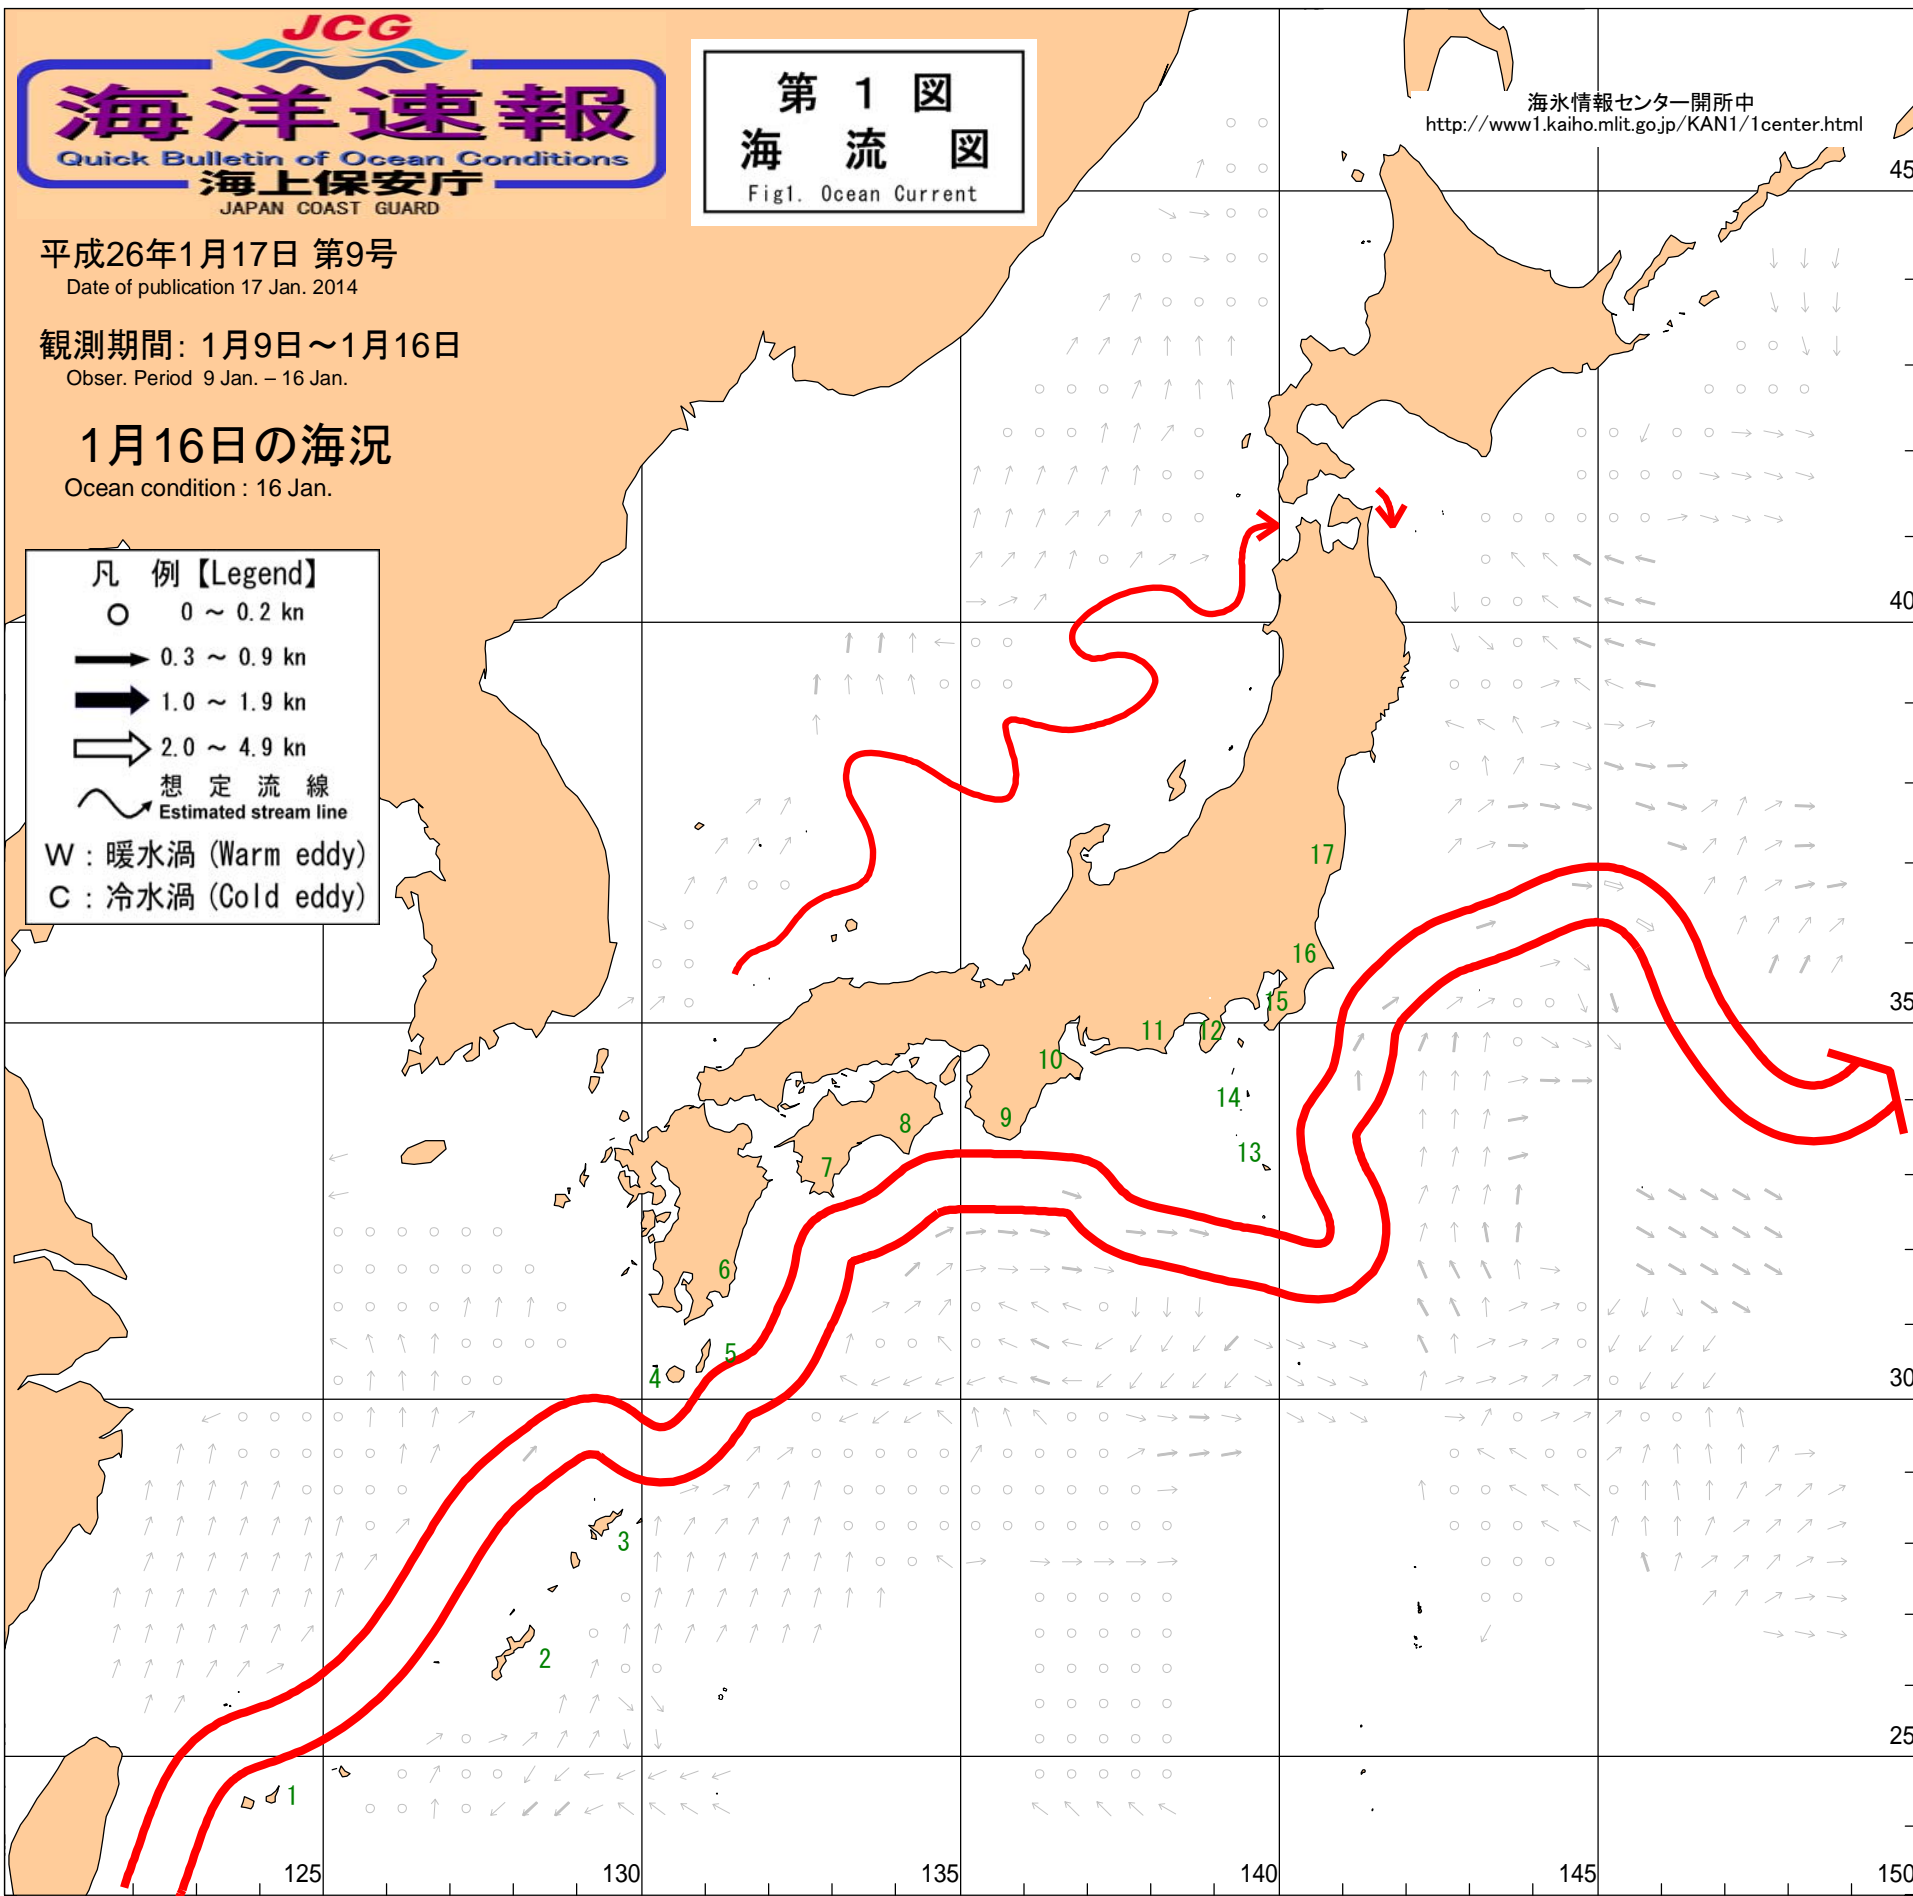 JCG
海洋速報
Quick Bulletin of Ocean Conditions
海上保安庁
JAPAN COAST GUARD
第 1 図
海 流 図
Fig1. Ocean Current
海氷情報センター開所中
http://www1.kaiho.mlit.go.jp/KAN1/1center.html
平成26年1月17日 第9号
Date of publication 17 Jan. 2014
観測期間: 1月9日～1月16日
Obser. Period 9 Jan. – 16 Jan.
1月16日の海況
Ocean condition : 16 Jan.
凡 例【Legend】
0 ～ 0.2 kn
0.3 ～ 0.9 kn
1.0 ～ 1.9 kn
2.0 ～ 4.9 kn
想 定 流 線
Estimated stream line
W : 暖水渦 (Warm eddy)
C : 冷水渦 (Cold eddy)
45
40
17
16
35
15
11
12
10
14
9
8
13
7
6
5
4
30
3
2
25
1
125
130
135
140
145
150